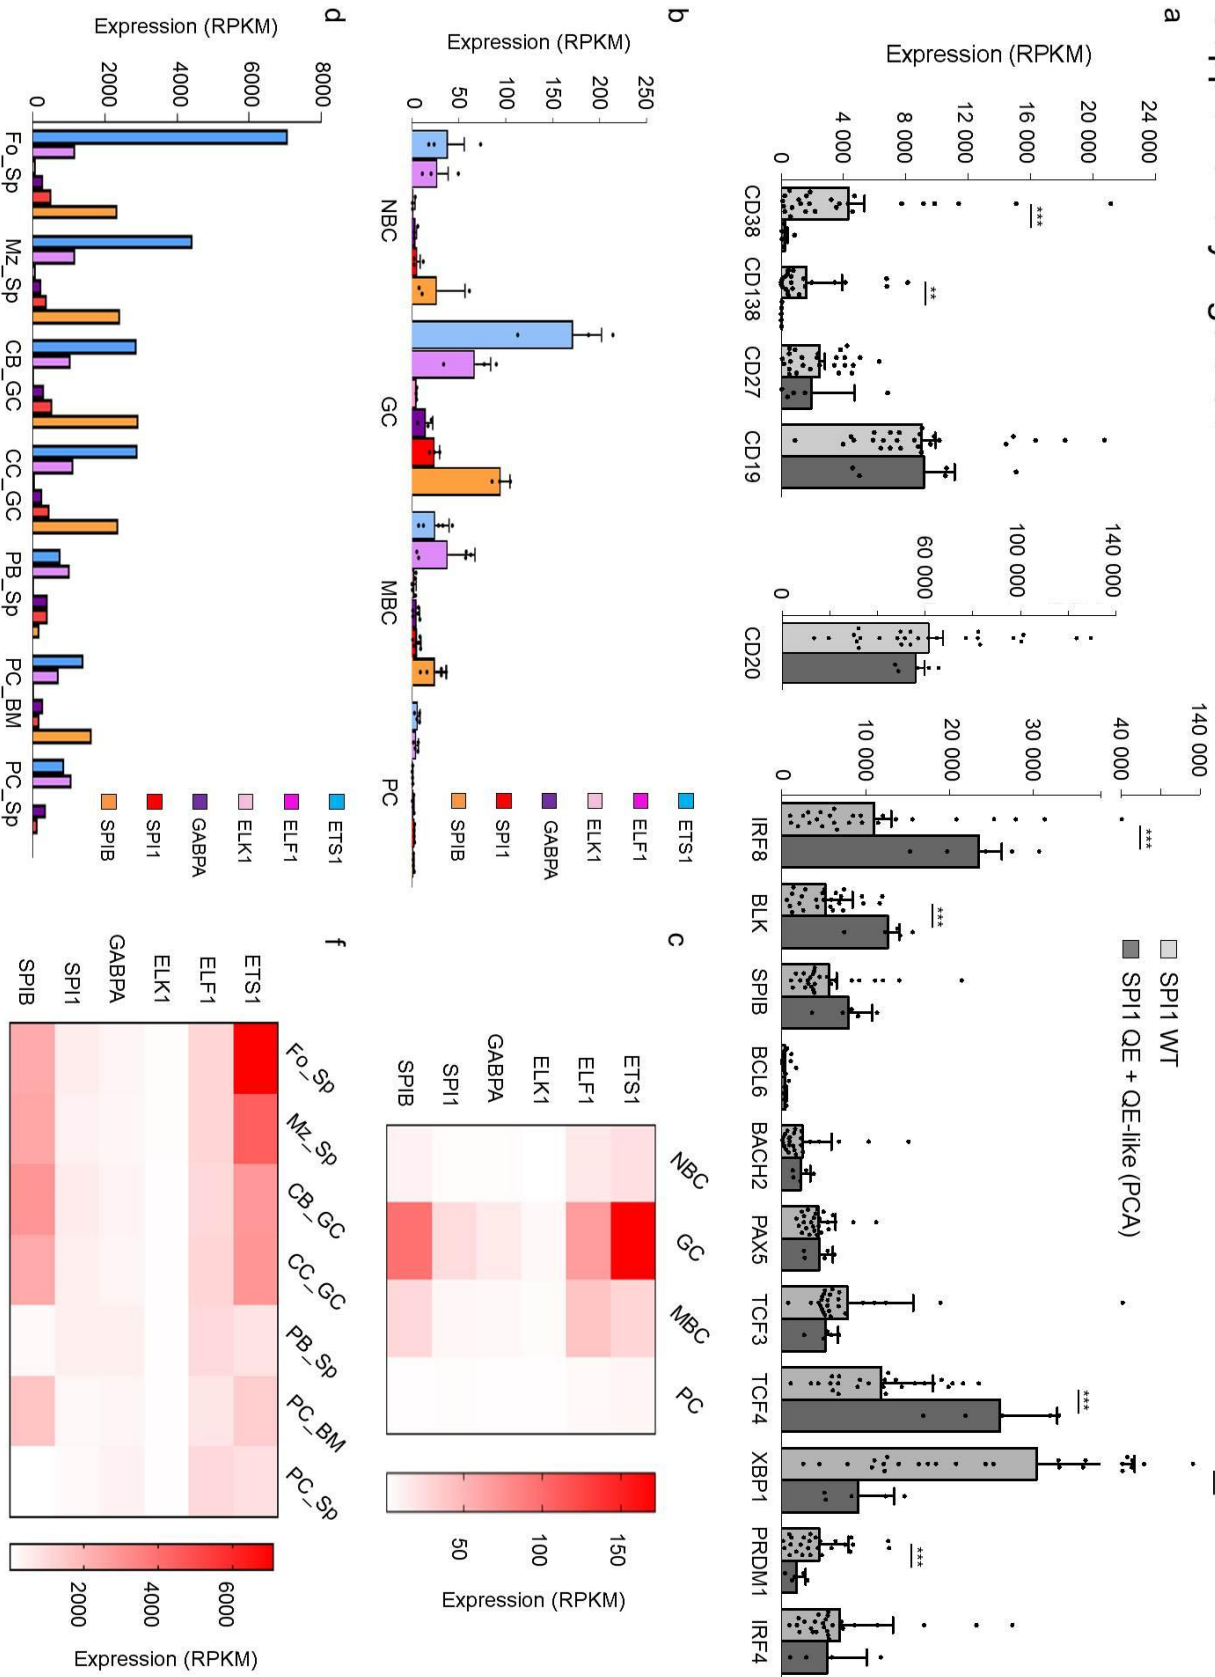 a
Expression (RPKM)
24 000
20 000
16 000
12 000
8 000
4 000
0
***
**
CD38
CD138
CD27
CD19
140 000
100 000
60 000
0
CD20
140 000
40 000
30 000
20 000
10 000
0
SPI1 WT
SPI1 QE + QE-like (PCA)
***
***
***
***
IRF8
BLK
SPIB
BCL6
BACH2
PAX5
TCF3
TCF4
XBP1
PRDM1
IRF4
b
Expression (RPKM)
250
200
150
100
50
0
NBC
GC
MBC
PC
ETS1
ELF1
ELK1
GABPA
SPI1
SPIB
c
NBC
GC
MBC
PC
ETS1
ELF1
ELK1
GABPA
SPI1
SPIB
150
100
50
Expression (RPKM)
d
Expression (RPKM)
8000
6000
4000
2000
0
Fo_Sp
Mz_Sp
CB_GC
CC_GC
PB_Sp
PC_BM
PC_Sp
ETS1
ELF1
ELK1
GABPA
SPI1
SPIB
f
Fo_Sp
Mz_Sp
CB_GC
CC_GC
PB_Sp
PC_BM
PC_Sp
ETS1
ELF1
ELK1
GABPA
SPI1
SPIB
6000
4000
2000
Expression (RPKM)